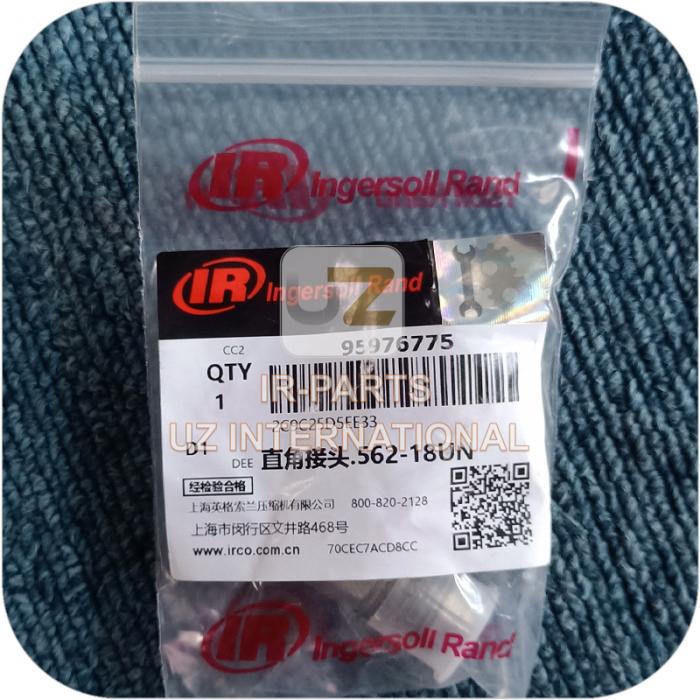 IR Ingersoll Rand
IR Ingersoll Rand
UZ
CC2
95976775
QTY
1
IR-PARTS
2C0C25D5EE33
UZ INTERNATIONAL
D1
DEE 直角接头.562-18UN
经检验合格
上海英格索兰压缩机有限公司 800-820-2128
上海市闵行区文井路468号
www.irco.com.cn 70CEC7ACD8CC
IR Ingersoll Rand